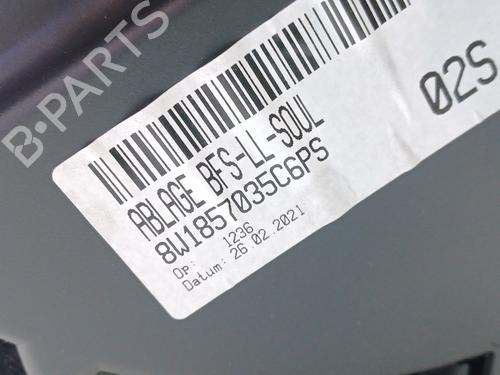 B-PARTS
02S
ABLAGE BFS-LL-SOUL
8W1857035C6PS
Op: 1236
Datum: 26.02.2021